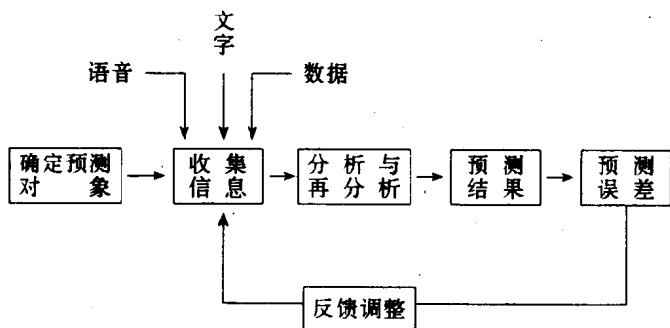 文
字
语音
数据
确定预测
对象
收集
信息
分析与
再分析
预测
结果
预测
误差
反馈调整